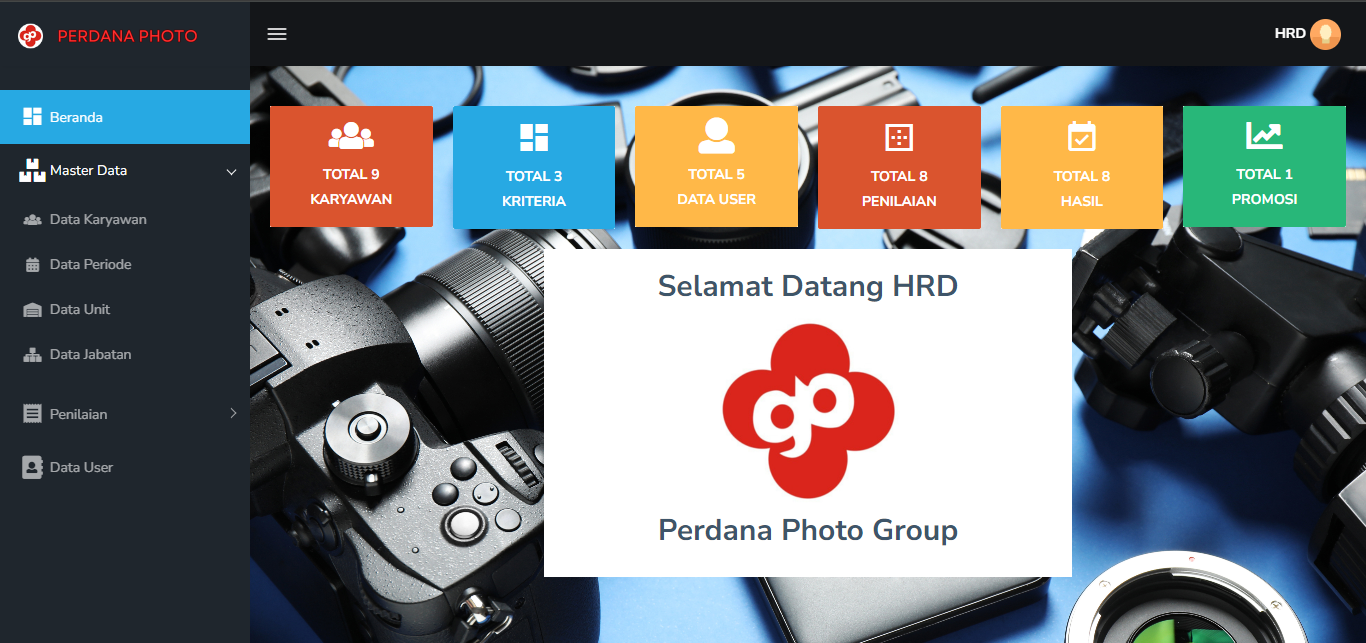 PERDANA PHOTO
HRD
Beranda
Master Data
Data Karyawan
Data Periode
Data Unit
Data Jabatan
Penilaian
Data User
TOTAL 9
KARYAWAN
TOTAL 3
KRITERIA
TOTAL 5
DATA USER
TOTAL 8
PENILAIAN
TOTAL 8
HASIL
TOTAL 1
PROMOSI
Selamat Datang HRD
go
Perdana Photo Group